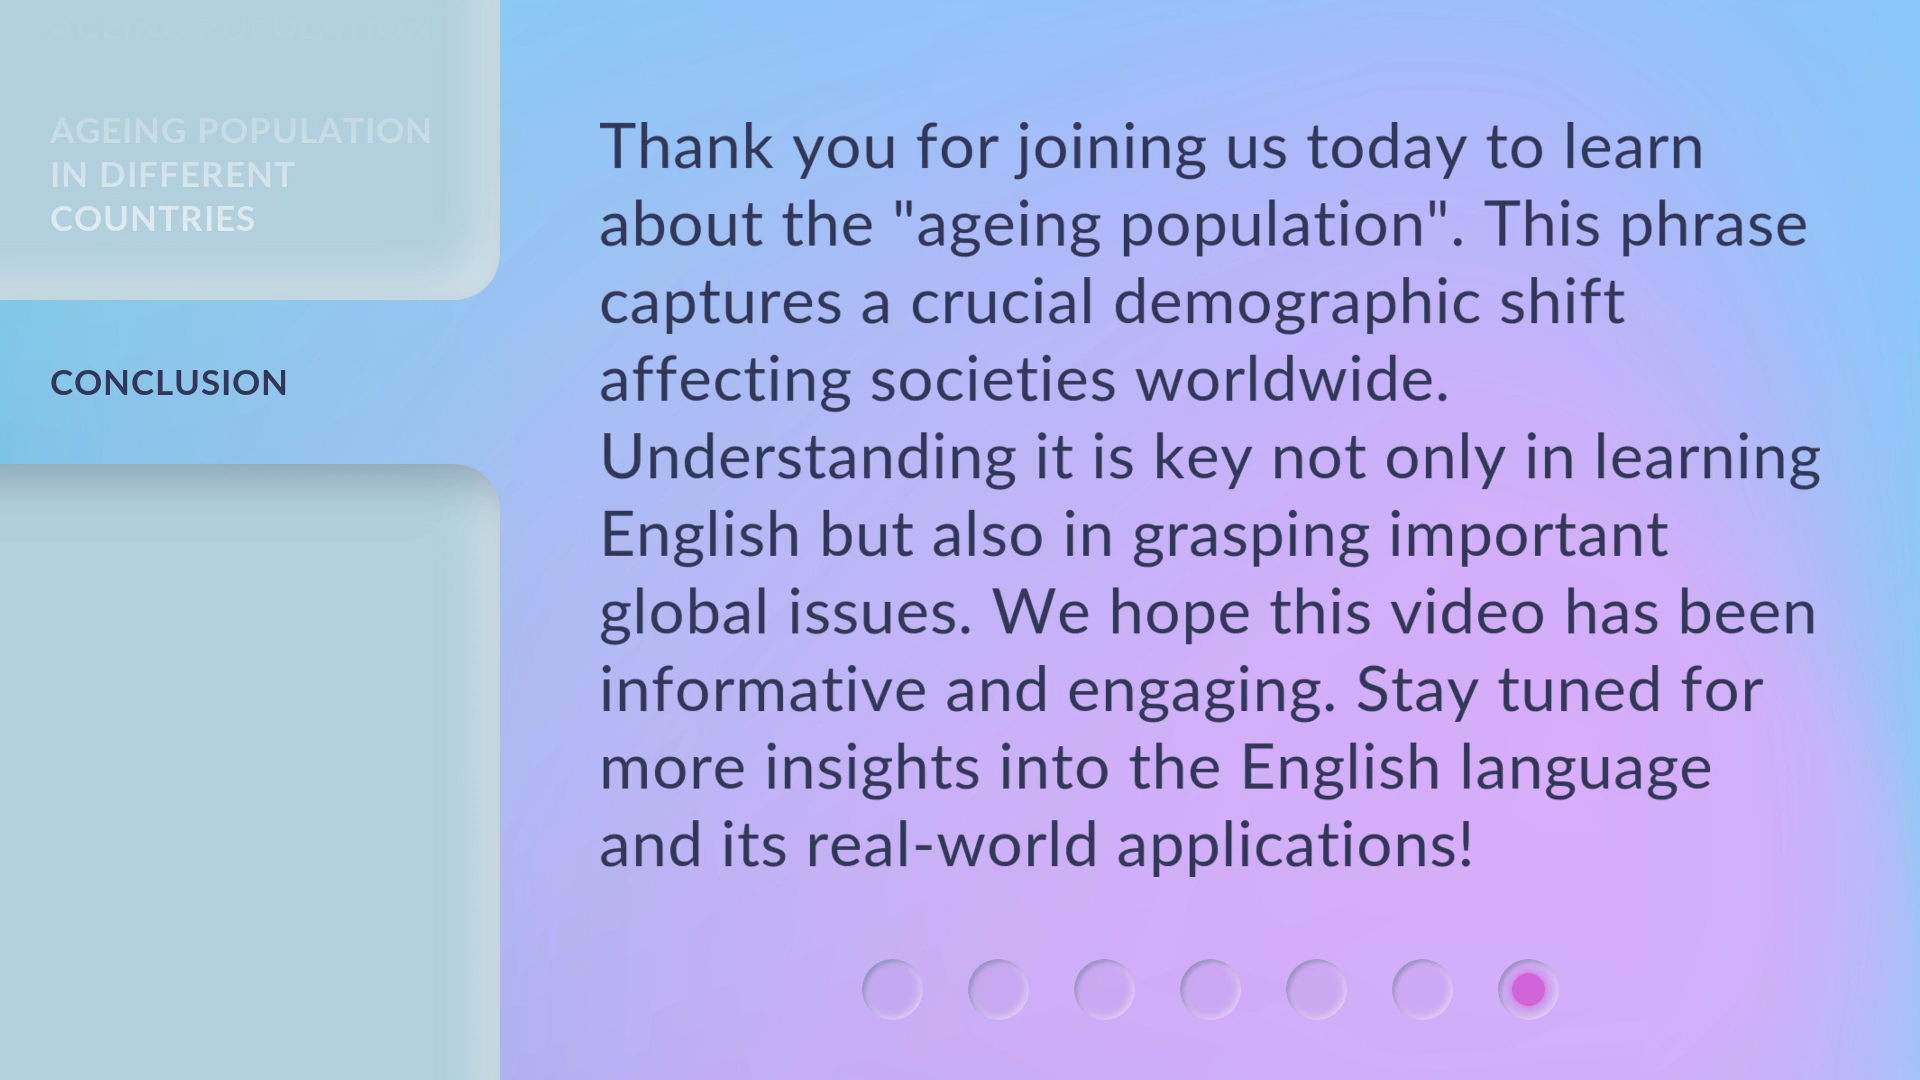 AGEING POPULATION
AGEING POPULATION
IN DIFFERENT
COUNTRIES
CONCLUSION
Thank you for joining us today to learn
about the "ageing population". This phrase
captures a crucial demographic shift
affecting societies worldwide.
Understanding it is key not only in learning
English but also in grasping important
global issues. We hope this video has been
informative and engaging. Stay tuned for
more insights into the English language
and its real-world applications!